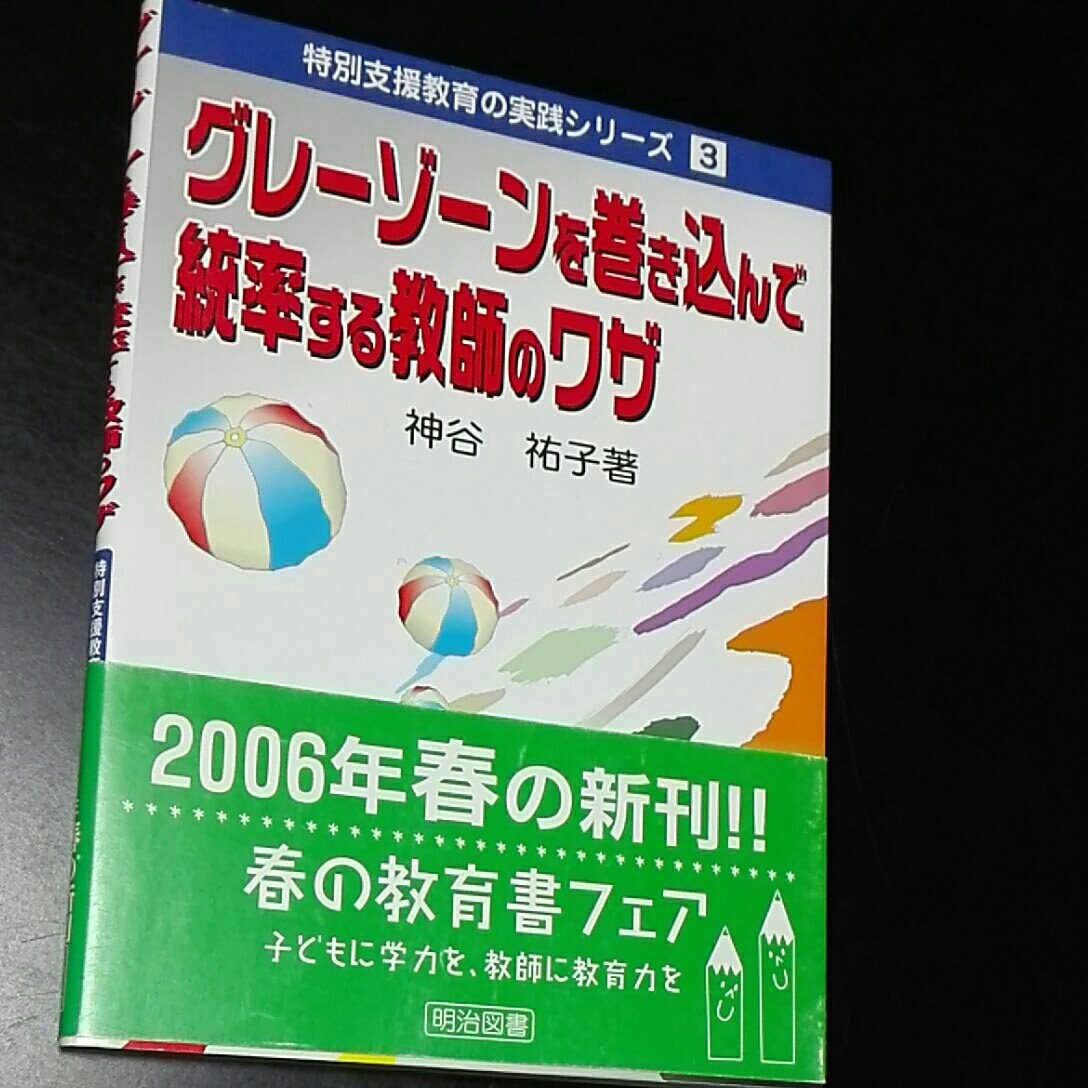 特別支援教育の実践シリーズ 3
グレーゾーンを巻き込んで
統率する教師のワザ
神谷 祐子著
2006年春の新刊!!
春の教育書フェア
子どもに学力を、教師に教育力を
明治図書